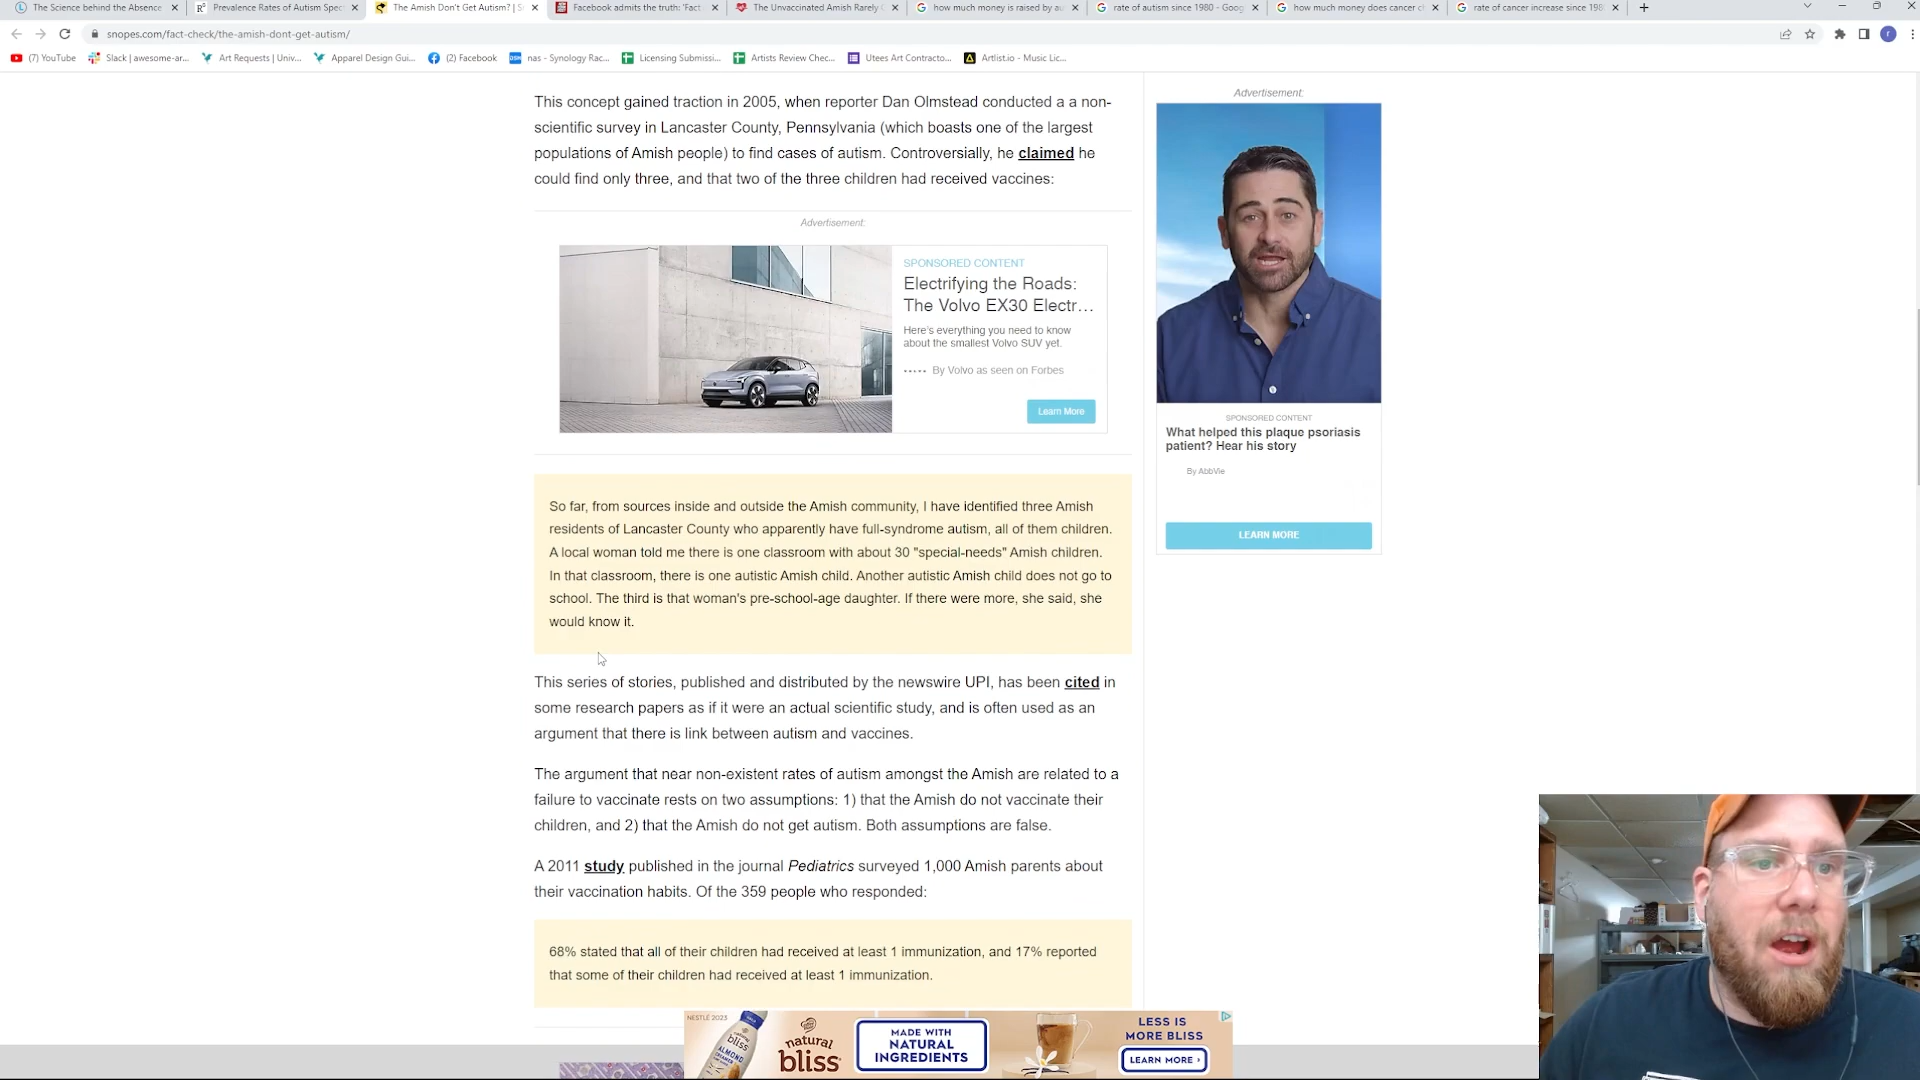 The Science behind the Absence
Prevalence Rates of Autism Spec
The Amish Don't Get Autism? | S
Facebook admits the truth: 'Fact
The Unvaccinated Amish Rarely
how much money is raised by au
rate of autism since 1980 - Goog
how much money does cancer c
rate of cancer increase since 198
snopes.com/fact-check/the-amish-dont-get-autism/
(7) YouTube
Slack | awesome-ar...
Art Requests | Univ...
Apparel Design Gui...
(2) Facebook
nas - Synology Rac...
Licensing Submissi...
Artists Review Chec...
Utees Art Contracto...
Artlist.io - Music Lic...
This concept gained traction in 2005, when reporter Dan Olmstead conducted a a non-
scientific survey in Lancaster County, Pennsylvania (which boasts one of the largest
populations of Amish people) to find cases of autism. Controversially, he claimed he
could find only three, and that two of the three children had received vaccines:
Advertisement:
SPONSORED CONTENT
Electrifying the Roads:
The Volvo EX30 Electr...
Here's everything you need to know
about the smallest Volvo SUV yet.
By Volvo as seen on Forbes
Learn More
So far, from sources inside and outside the Amish community, I have identified three Amish
residents of Lancaster County who apparently have full-syndrome autism, all of them children.
A local woman told me there is one classroom with about 30 "special-needs" Amish children.
In that classroom, there is one autistic Amish child. Another autistic Amish child does not go to
school. The third is that woman's pre-school-age daughter. If there were more, she said, she
would know it.
This series of stories, published and distributed by the newswire UPI, has been cited in
some research papers as if it were an actual scientific study, and is often used as an
argument that there is link between autism and vaccines.
The argument that near non-existent rates of autism amongst the Amish are related to a
failure to vaccinate rests on two assumptions: 1) that the Amish do not vaccinate their
children, and 2) that the Amish do not get autism. Both assumptions are false.
A 2011 study published in the journal Pediatrics surveyed 1,000 Amish parents about
their vaccination habits. Of the 359 people who responded:
68% stated that all of their children had received at least 1 immunization, and 17% reported
that some of their children had received at least 1 immunization.
Advertisement:
SPONSORED CONTENT
What helped this plaque psoriasis
patient? Hear his story
By AbbVie
LEARN MORE
NESTLÉ 2023
bliss
ALMOND
natural
bliss
MADE WITH
NATURAL
INGREDIENTS
LESS IS
MORE BLISS
LEARN MORE ›